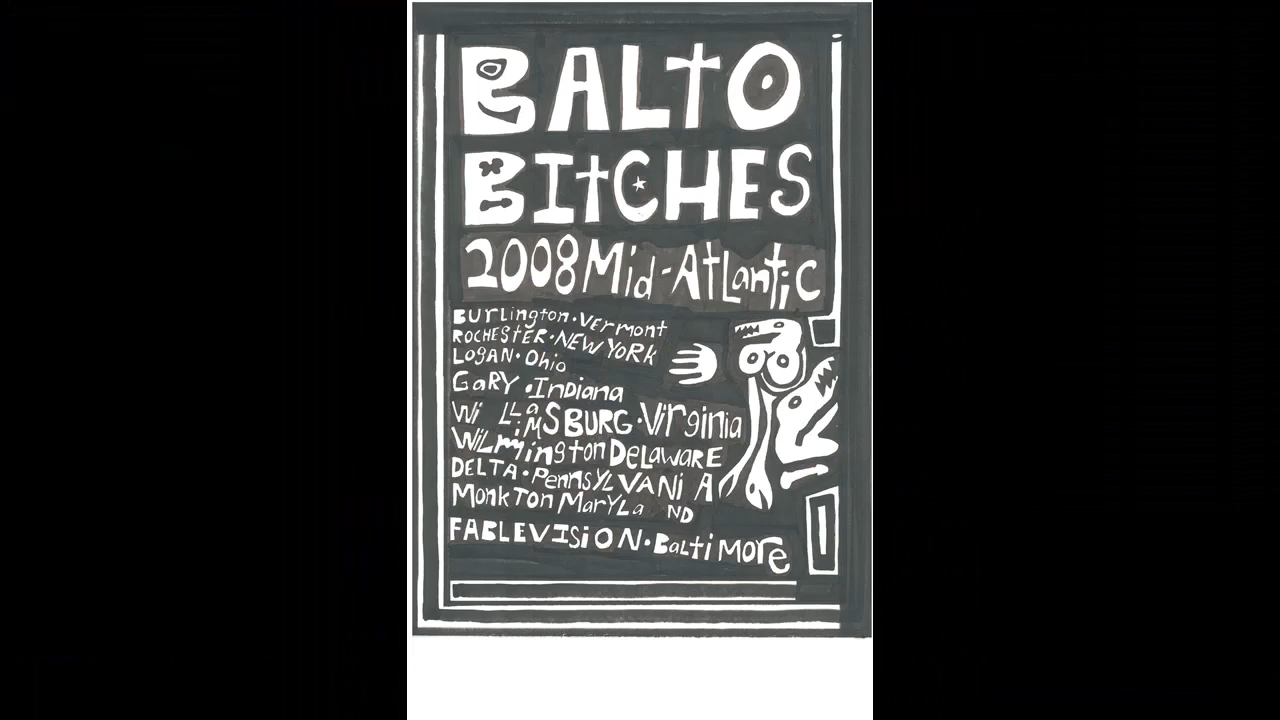 BALtO
BItCHES
2008 Mid-AtLantiC
BUrLington·VErmont
ROCHEStER·NEW YORK
LOGAN·Ohio
GaRY·Indiana
WiLLiaMSBURG·Virginia
WiLmington DeLaWARE
DELTA·PennSYLVANiA
MonkTon MarYLaND
FABLEVISiON·BaLtiMOre